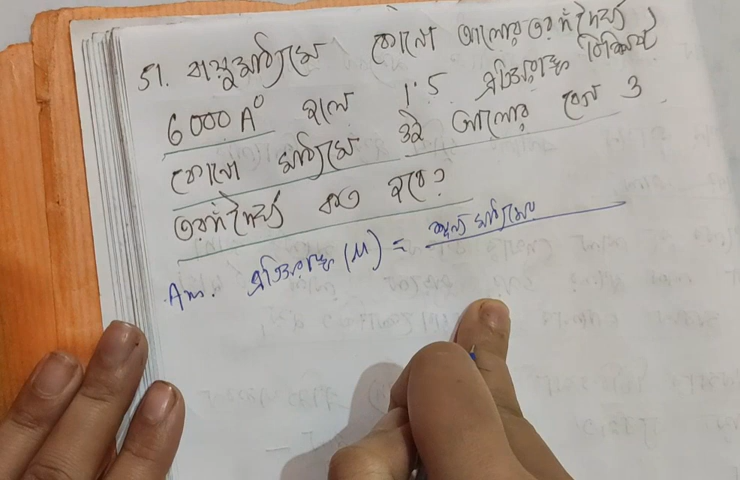 51. বায়ুমাধ্যমে কোনো আলোর তরঙ্গদৈর্ঘ্য
6000 A° হলে 1.5 প্রতিসরাঙ্ক বিশিষ্ট
কোনো মাধ্যমে ওই আলোর বেগ ও
তরঙ্গদৈর্ঘ্য কত হবে?
Ans. প্রতিসরাঙ্ক (μ) = শূন্য মাধ্যমে